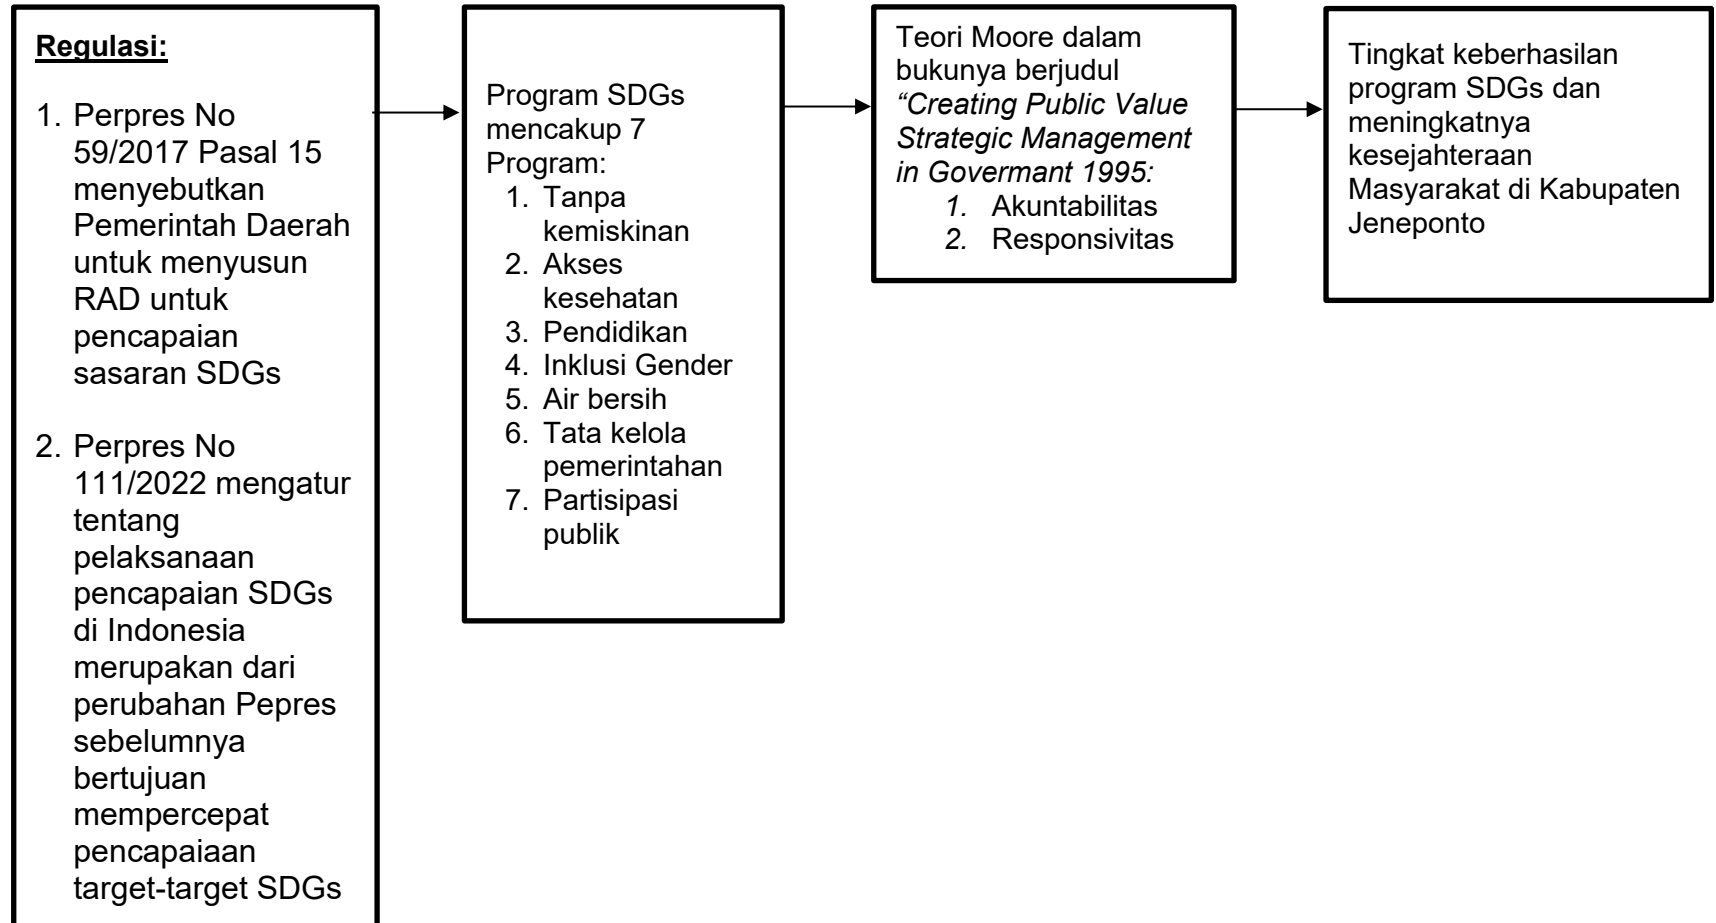 Regulasi:
1. Perpres No
59/2017 Pasal 15
menyebutkan
Pemerintah Daerah
untuk menyusun
RAD untuk
pencapaian
sasaran SDGs
2. Perpres No
111/2022 mengatur
tentang
pelaksanaan
pencapaian SDGs
di Indonesia
merupakan dari
perubahan Pepres
sebelumnya
bertujuan
mempercepat
pencapaiaan
target-target SDGs
Program SDGs
mencakup 7
Program:
1. Tanpa
kemiskinan
2. Akses
kesehatan
3. Pendidikan
4. Inklusi Gender
5. Air bersih
6. Tata kelola
pemerintahan
7. Partisipasi
publik
Teori Moore dalam
bukunya berjudul
“Creating Public Value
Strategic Management
in Govermant 1995:
1. Akuntabilitas
2. Responsivitas
Tingkat keberhasilan
program SDGs dan
meningkatnya
kesejahteraan
Masyarakat di Kabupaten
Jeneponto